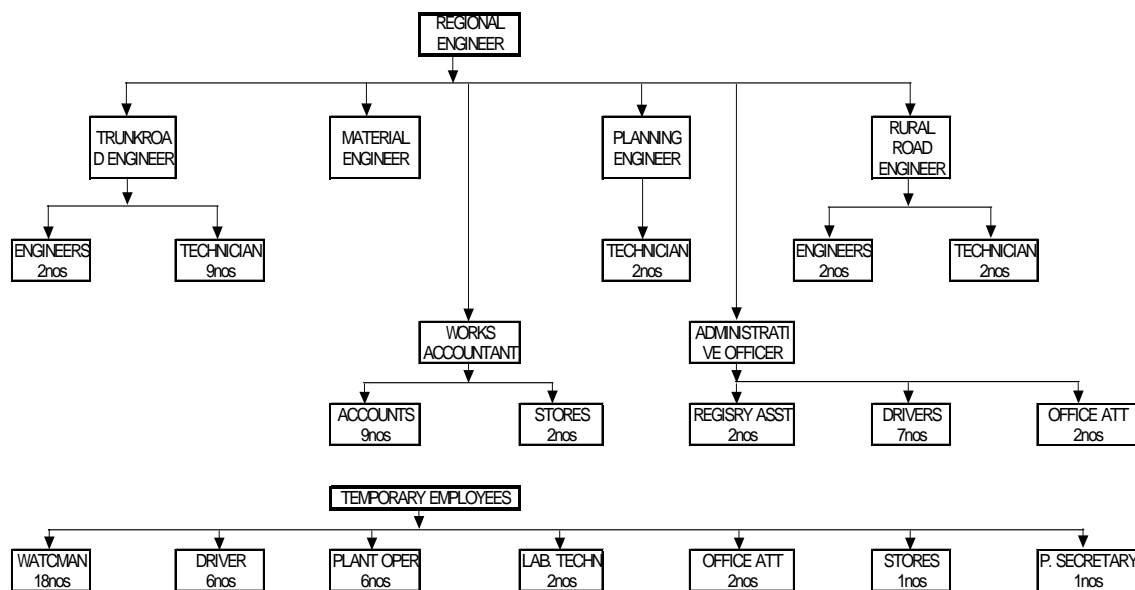 REGIONAL
ENGINEER
TRUNKROA
D ENGINEER
MATERIAL
ENGINEER
PLANNING
ENGINEER
RURAL
ROAD
ENGINEER
ENGINEERS
2nos
TECHNICIAN
9nos
TECHNICIAN
2nos
ENGINEERS
2nos
TECHNICIAN
2nos
WORKS
ACCOUNTANT
ADMINISTRATI
VE OFFICER
ACCOUNTS
9nos
STORES
2nos
REGISRY ASST
2nos
DRIVERS
7nos
OFFICE ATT
2nos
TEMPORARY EMPLOYEES
WATCMAN
18nos
DRIVER
6nos
PLANT OPER
6nos
LAB. TECHN
2nos
OFFICE ATT
2nos
STORES
1nos
P. SECRETARY
1nos